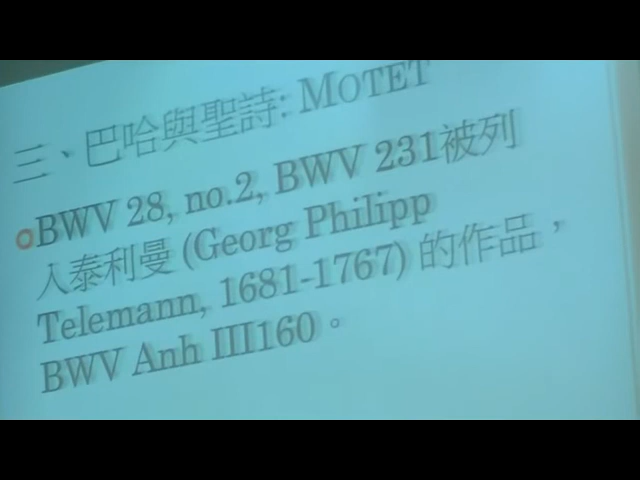 三、巴哈與聖詩: MOTET
BWV 28, no.2, BWV 231被列
入泰利曼 (Georg Philipp
Telemann, 1681-1767) 的作品，
BWV Anh III160。